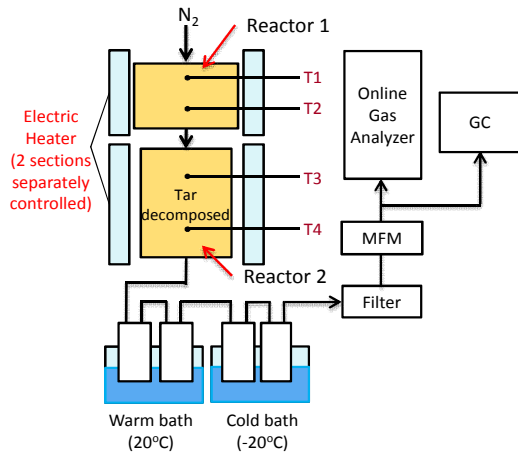 N2
Reactor 1
T1
T2
Electric
Heater
(2 sections
separately
controlled)
Online
Gas
Analyzer
GC
T3
Tar
decomposed
T4
MFM
Reactor 2
Filter
Warm bath
(20oC)
Cold bath
(-20oC)